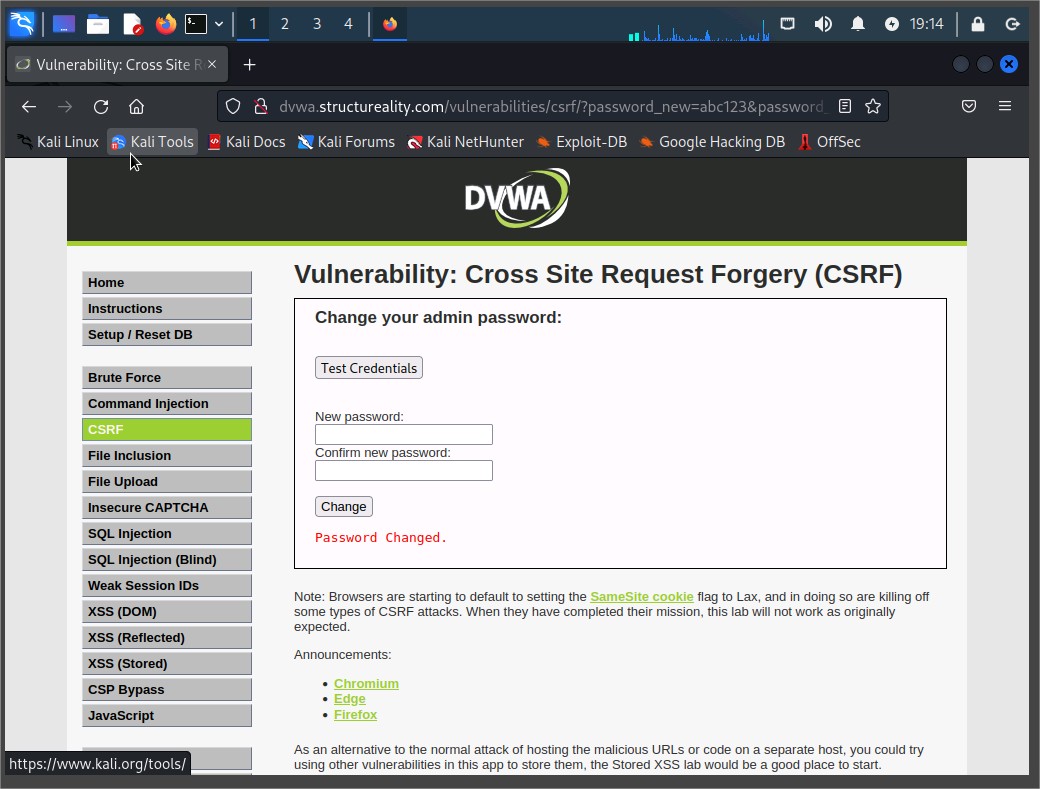 1 2 3 4 19:14
Vulnerability: Cross Site R
dvwa.structureality.com/vulnerabilities/csrf/?password_new=abc123&password_
Kali Linux Kali Tools Kali Docs Kali Forums Kali NetHunter Exploit-DB Google Hacking DB OffSec
DVWA
Home
Instructions
Setup / Reset DB
Brute Force
Command Injection
CSRF
File Inclusion
File Upload
Insecure CAPTCHA
SQL Injection
SQL Injection (Blind)
Weak Session IDs
XSS (DOM)
XSS (Reflected)
XSS (Stored)
CSP Bypass
JavaScript
Vulnerability: Cross Site Request Forgery (CSRF)
Change your admin password:
Test Credentials
New password:
Confirm new password:
Change
Password Changed.
Note: Browsers are starting to default to setting the SameSite cookie flag to Lax, and in doing so are killing off
some types of CSRF attacks. When they have completed their mission, this lab will not work as originally
expected.
Announcements:
• Chromium
• Edge
• Firefox
As an alternative to the normal attack of hosting the malicious URLs or code on a separate host, you could try
using other vulnerabilities in this app to store them, the Stored XSS lab would be a good place to start.
https://www.kali.org/tools/